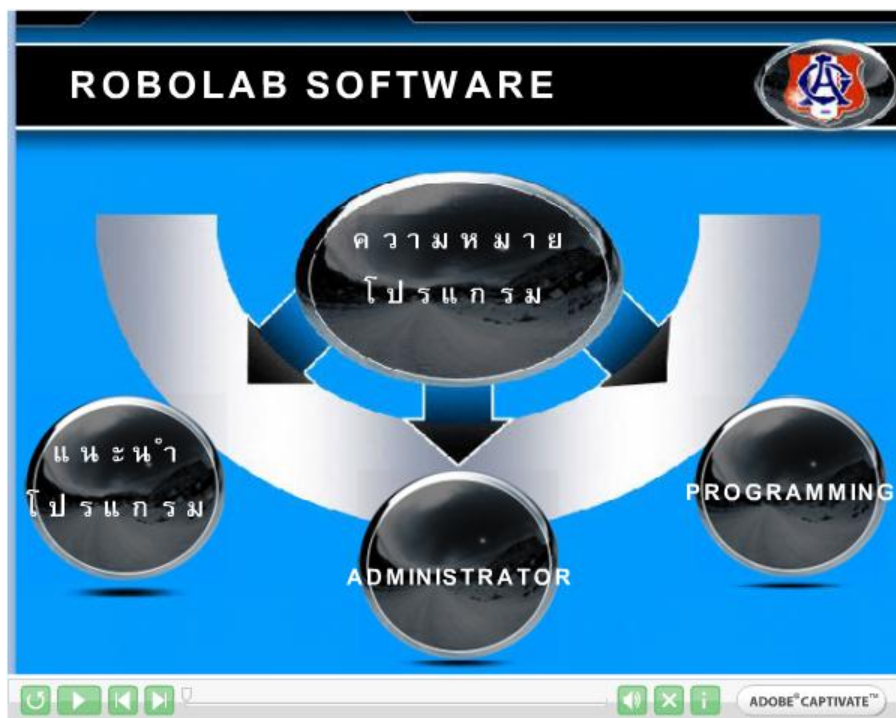 ROBOLAB SOFTWARE
ความหมาย
โปรแกรม
แนะนำ
โปรแกรม
ADMINISTRATOR
PROGRAMMING
ADOBE® CAPTIVATE™